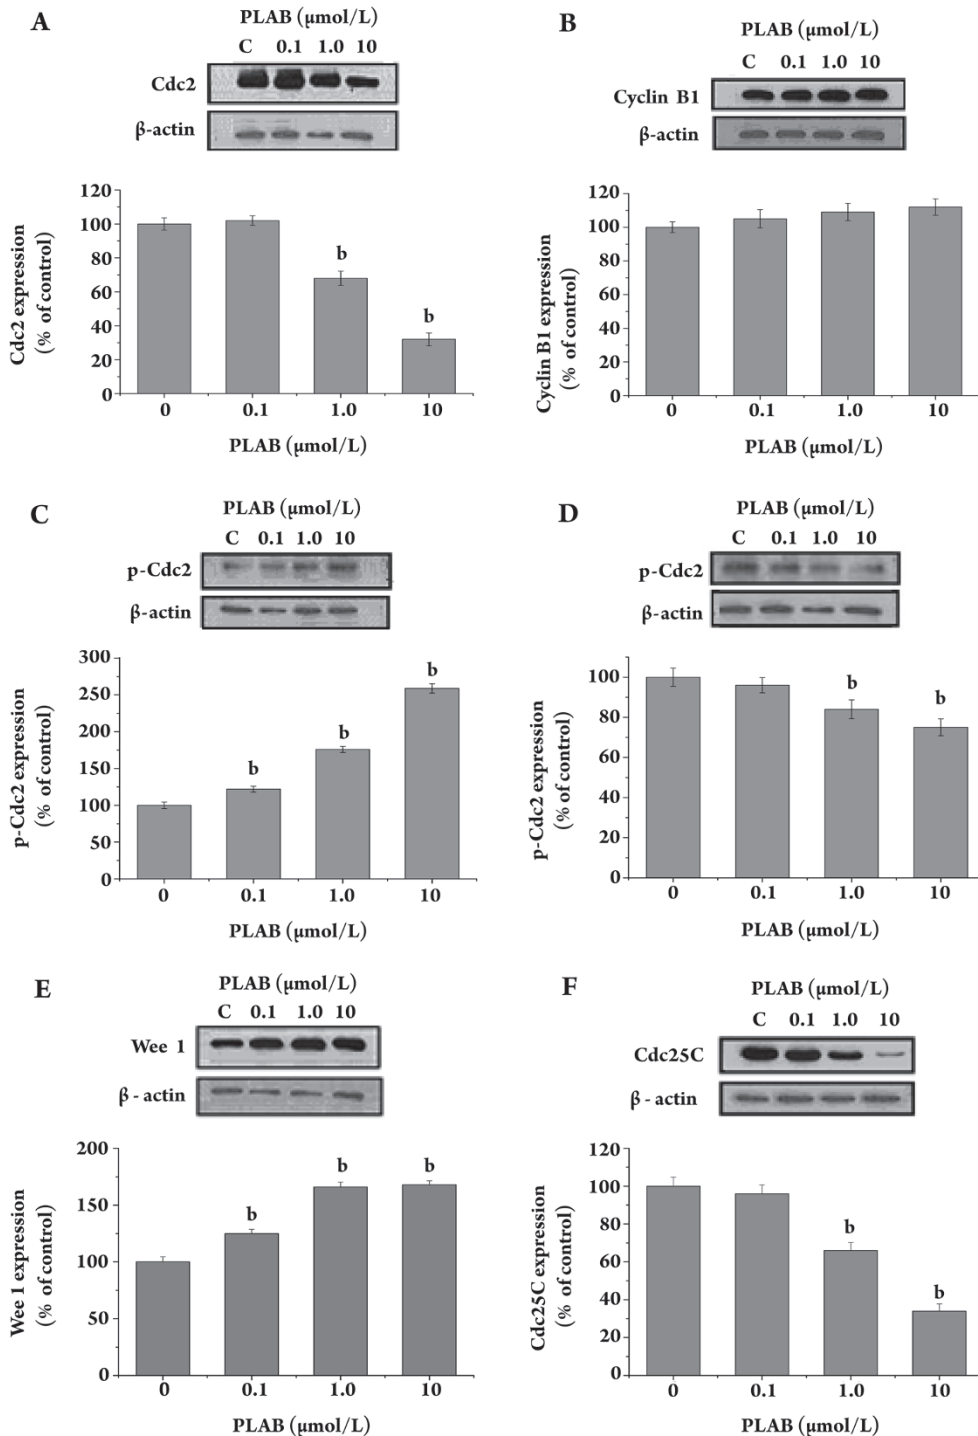 A
PLAB (μmol/L)
C 0.1 1.0 10
Cdc2
β-actin
120
100
80
60
40
20
0
Cdc2 expression
(% of control)
b
b
0 0.1 1.0 10
PLAB (μmol/L)
B
PLAB (μmol/L)
C 0.1 1.0 10
Cyclin B1
β-actin
120
100
80
60
40
20
0
Cyclin B1 expression
(% of control)
0 0.1 1.0 10
PLAB (μmol/L)
C
PLAB (μmol/L)
C 0.1 1.0 10
p-Cdc2
β-actin
300
250
200
150
100
50
0
p-Cdc2 expression
(% of control)
b
b
b
0 0.1 1.0 10
PLAB (μmol/L)
D
PLAB (μmol/L)
C 0.1 1.0 10
p-Cdc2
β-actin
100
80
60
40
20
0
p-Cdc2 expression
(% of control)
b
b
0 0.1 1.0 10
PLAB (μmol/L)
E
PLAB (μmol/L)
C 0.1 1.0 10
Wee 1
β - actin
200
150
100
50
0
Wee 1 expression
(% of control)
b
b
b
0 0.1 1.0 10
PLAB (μmol/L)
F
PLAB (μmol/L)
C 0.1 1.0 10
Cdc25C
β - actin
120
100
80
60
40
20
0
Cdc25C expression
(% of control)
b
b
0 0.1 1.0 10
PLAB (μmol/L)